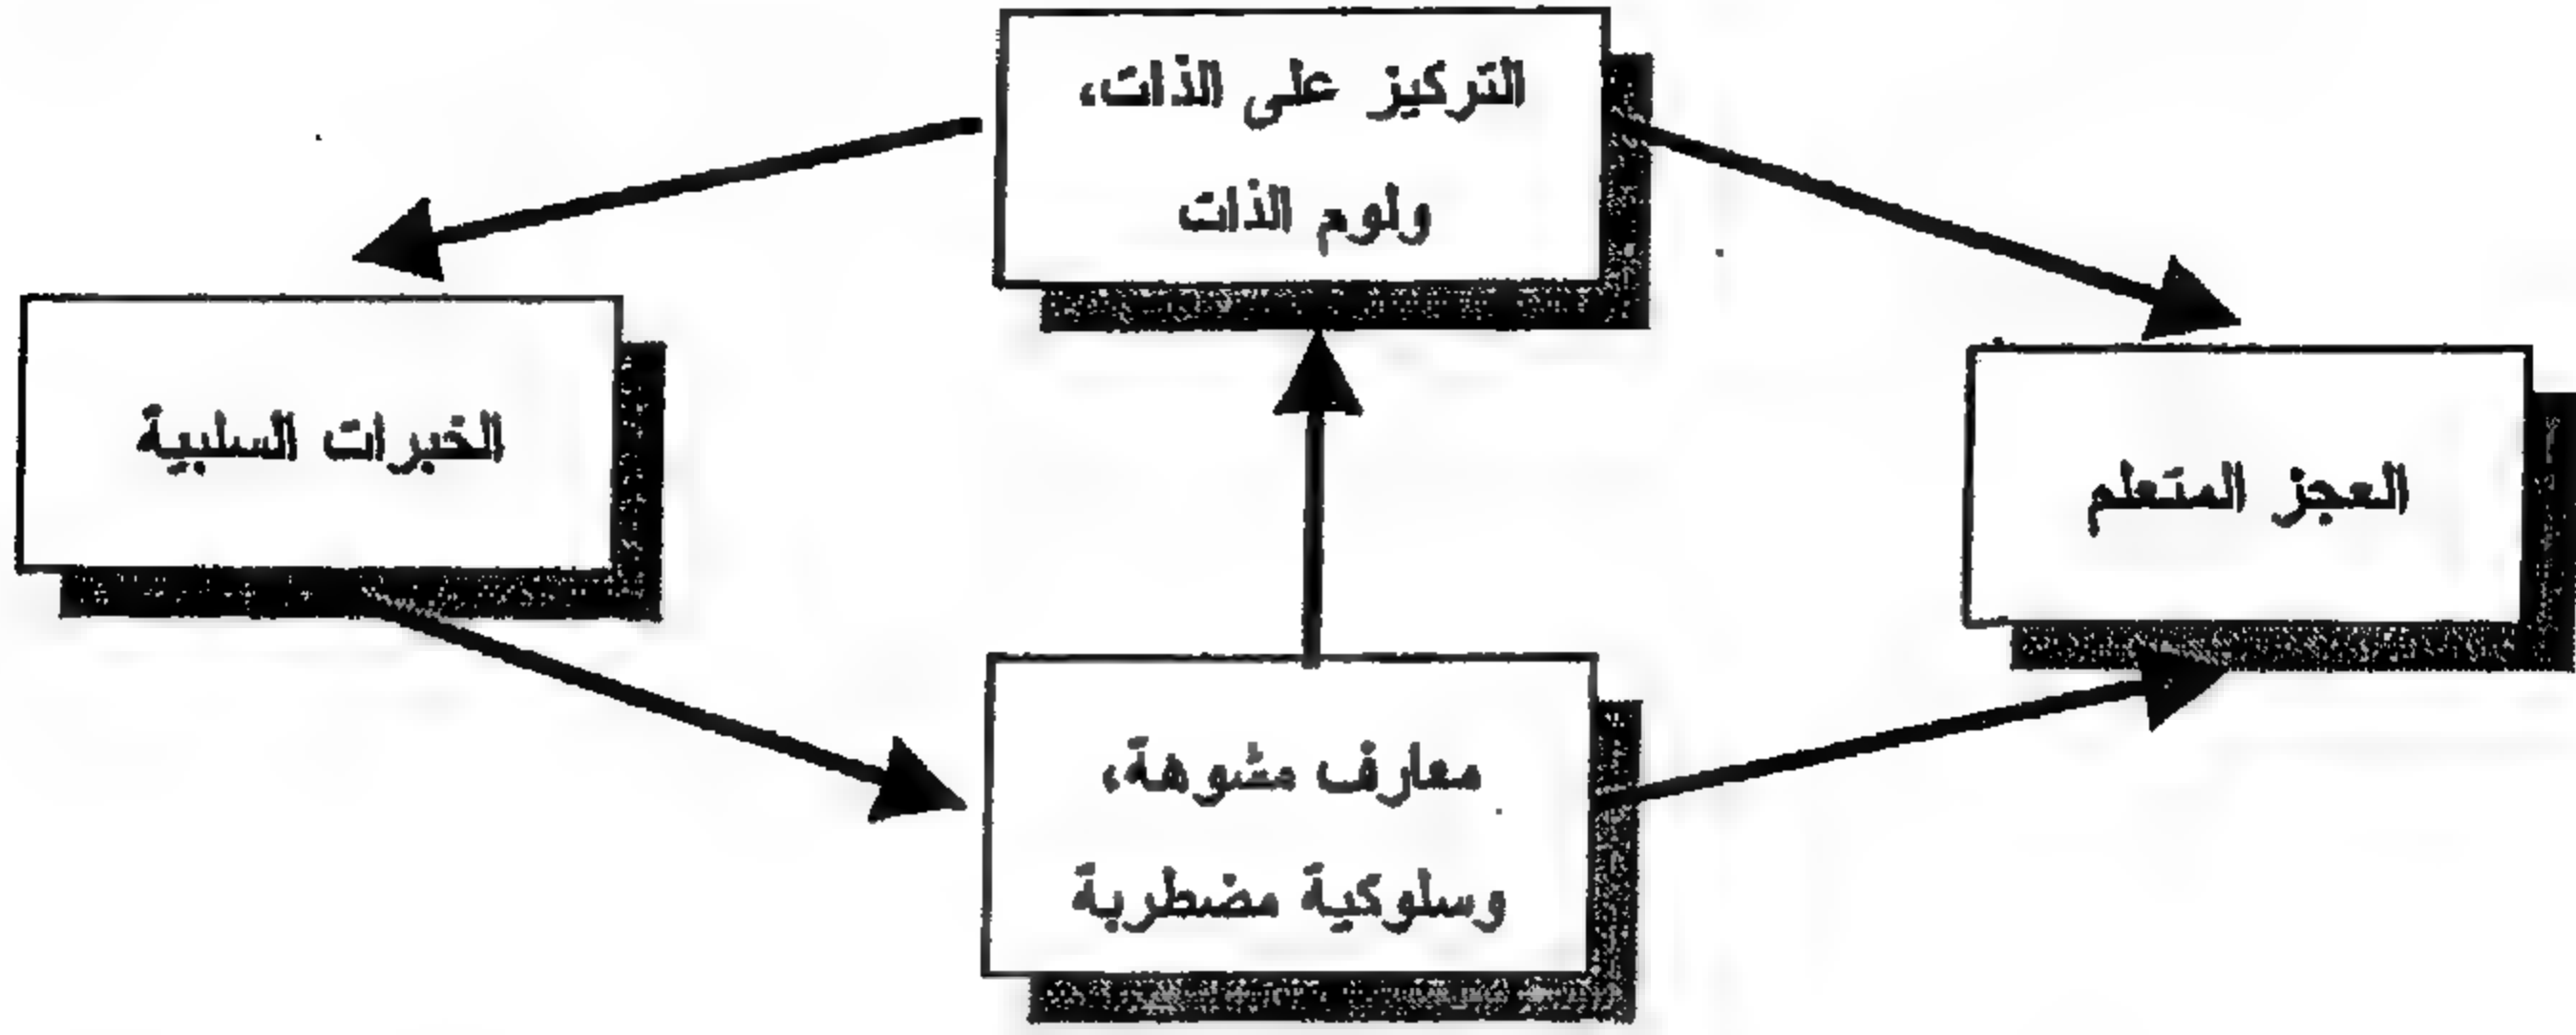 التركيز على الذات،
ولوم الذات
العجز المتعلم
الخبرات السلبية
معارف مشوهة،
وسلوكية مضطربة